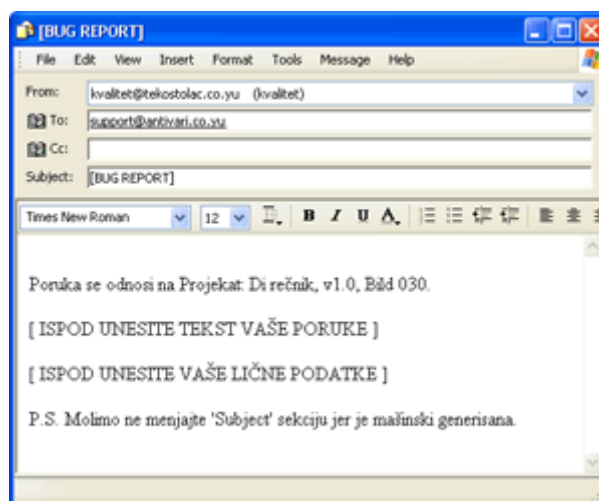 [BUG REPORT]
File Edit View Insert Format Tools Message Help
From: kvalitet@tekostolac.co.yu (kvalitet)
To: support@antivari.co.yu
Cc:
Subject: [BUG REPORT]
Times New Roman 12 B I U A
Poruka se odnosi na Projekat: Di rečnik, v1.0, Bild 030.
[ ISPOD UNESITE TEKST VAŠE PORUKE ]
[ ISPOD UNESITE VAŠE LIČNE PODATKE ]
P.S. Molimo ne menjajte 'Subject' sekciju jer je mašinski generisana.